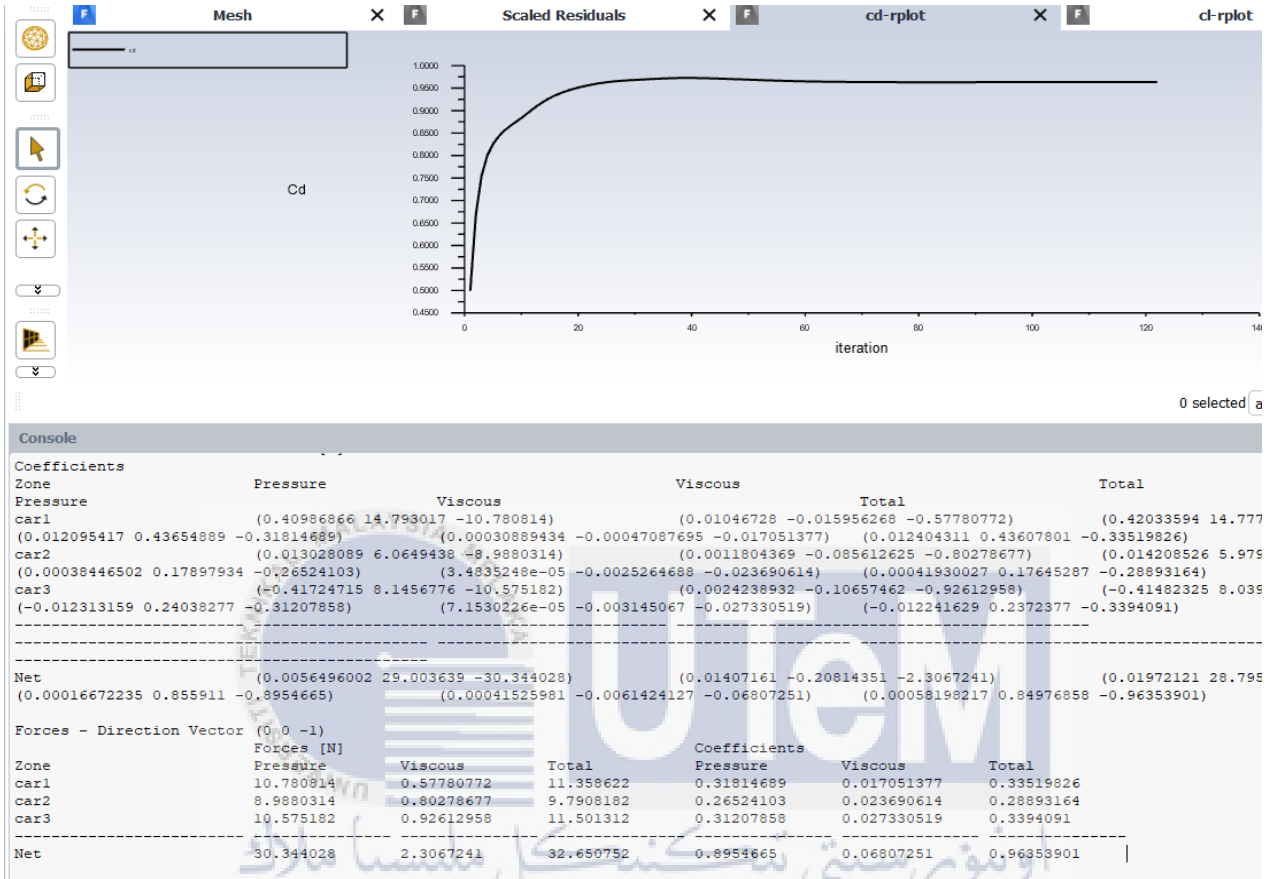 Mesh
Scaled Residuals
cd-rplot
cl-rplot
cd
1.0000
0.9500
0.9000
0.8500
0.8000
0.7500
0.7000
0.6500
0.6000
0.5500
0.5000
0.4500
Cd
0 20 40 60 80 100 120 140
iteration
0 selected
Console
Coefficients
Zone Pressure Viscous Total
Pressure Viscous Total
car1 (0.40986866 14.793017 -10.780814) (0.01046728 -0.015956268 -0.57780772) (0.42033594 14.777
(0.012095417 0.43654889 -0.31814689) (0.00030889434 -0.00047087695 -0.017051377) (0.012404311 0.43607801 -0.33519826)
car2 (0.013028089 6.0649438 -8.9880314) (0.0011804369 -0.085612625 -0.80278677) (0.014208526 5.979
(0.00038446502 0.17897934 -0.26524103) (3.4835248e-05 -0.0025264688 -0.023690614) (0.00041930027 0.17645287 -0.28893164)
car3 (-0.41724715 8.1456776 -10.575182) (0.0024238932 -0.10657462 -0.92612958) (-0.41482325 8.039
(-0.012313159 0.24038277 -0.31207858) (7.1530226e-05 -0.003145067 -0.027330519) (-0.012241629 0.2372377 -0.3394091)
Net (0.0056496002 29.003639 -30.344028) (0.01407161 -0.20814351 -2.3067241) (0.01972121 28.795
(0.00016672235 0.855911 -0.8954665) (0.00041525981 -0.0061424127 -0.06807251) (0.00058198217 0.84976858 -0.96353901)
Forces - Direction Vector (0 0 -1)
Forces [N] Coefficients
Zone Pressure Viscous Total Pressure Viscous Total
car1 10.780814 0.57780772 11.358622 0.31814689 0.017051377 0.33519826
car2 8.9880314 0.80278677 9.7908182 0.26524103 0.023690614 0.28893164
car3 10.575182 0.92612958 11.501312 0.31207858 0.027330519 0.3394091
Net 30.344028 2.3067241 32.650752 0.8954665 0.06807251 0.96353901
UTeM